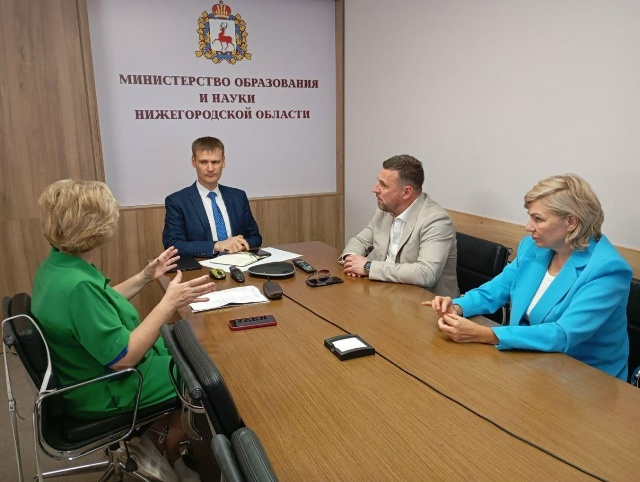 МИНИСТЕРСТВО ОБРАЗОВАНИЯ
И НАУКИ
НИЖЕГОРОДСКОЙ ОБЛАСТИ